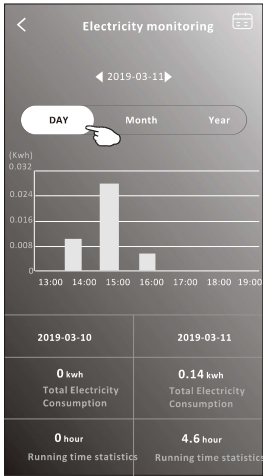 Electricity monitoring
2019-03-11
DAY Month Year
(Kwh)
0.032
0.024
0.016
0.008
0
13:00 14:00 15:00 16:00 17:00 18:00 19:00
2019-03-10 2019-03-11
0 kwh 0.14 kwh
Total Electricity Total Electricity
Consumption Consumption
0 hour 4.6 hour
Running time statistics Running time statistics